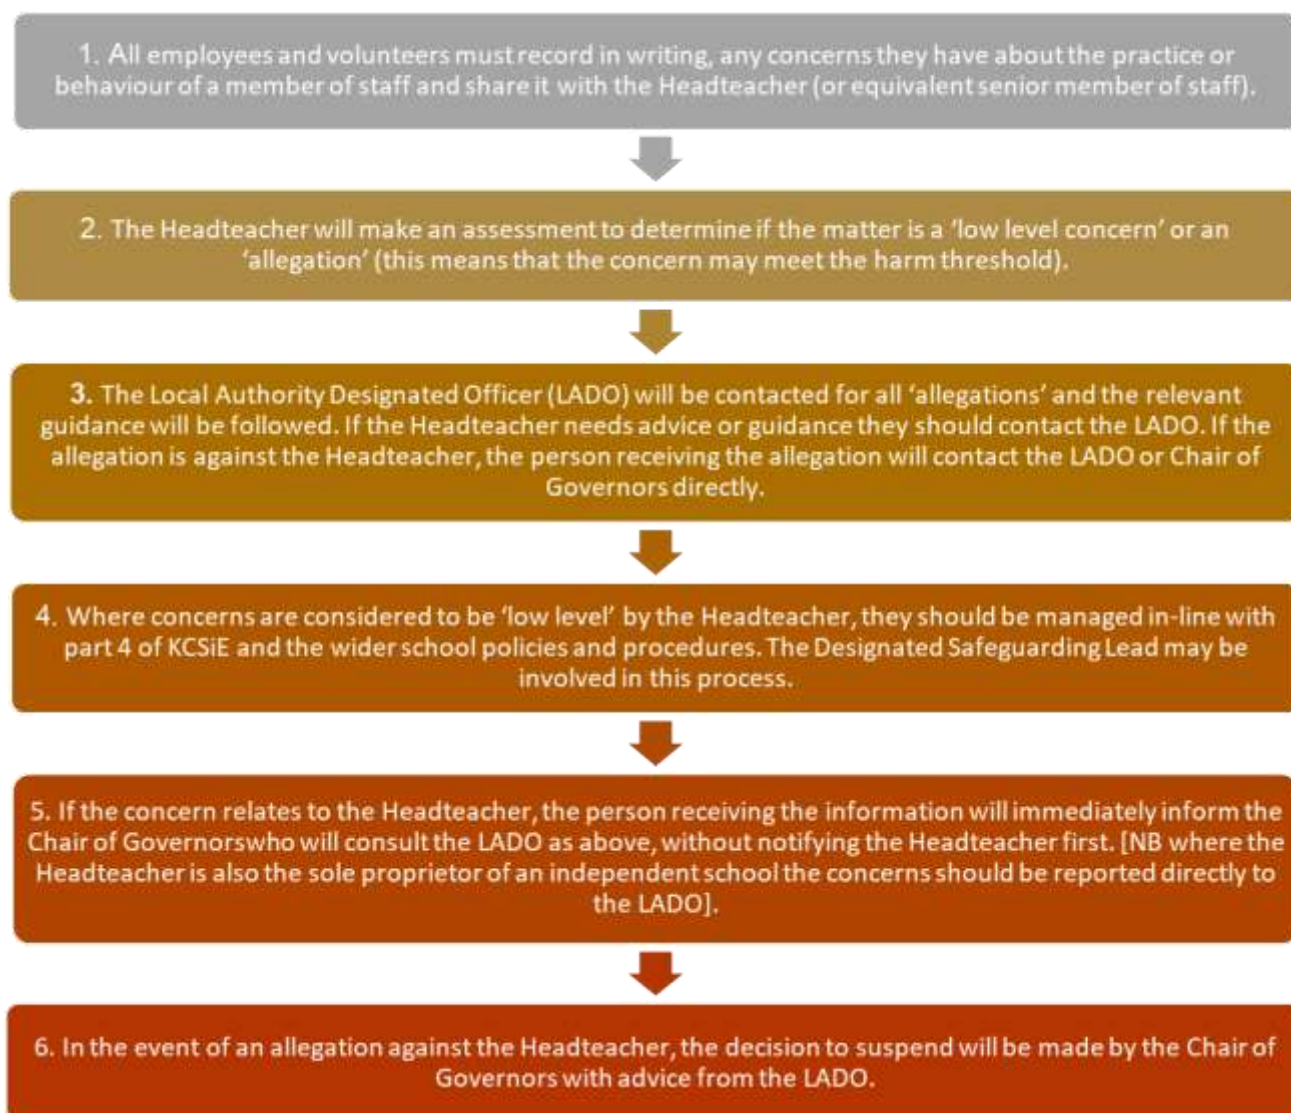 1. All employees and volunteers must record in writing, any concerns they have about the practice or
behaviour of a member of staff and share it with the Headteacher (or equivalent senior member of staff).
2. The Headteacher will make an assessment to determine if the matter is a ‘low level concern’ or an
‘allegation’ (this means that the concern may meet the harm threshold).
3. The Local Authority Designated Officer (LADO) will be contacted for all ‘allegations’ and the relevant
guidance will be followed. If the Headteacher needs advice or guidance they should contact the LADO. If the
allegation is against the Headteacher, the person receiving the allegation will contact the LADO or Chair of
Governors directly.
4. Where concerns are considered to be ‘low level’ by the Headteacher, they should be managed in-line with
part 4 of KCSiE and the wider school policies and procedures. The Designated Safeguarding Lead may be
involved in this process.
5. If the concern relates to the Headteacher, the person receiving the information will immediately inform the
Chair of Governorswho will consult the LADO as above, without notifying the Headteacher first. [NB where the
Headteacher is also the sole proprietor of an independent school the concerns should be reported directly to
the LADO].
6. In the event of an allegation against the Headteacher, the decision to suspend will be made by the Chair of
Governors with advice from the LADO.